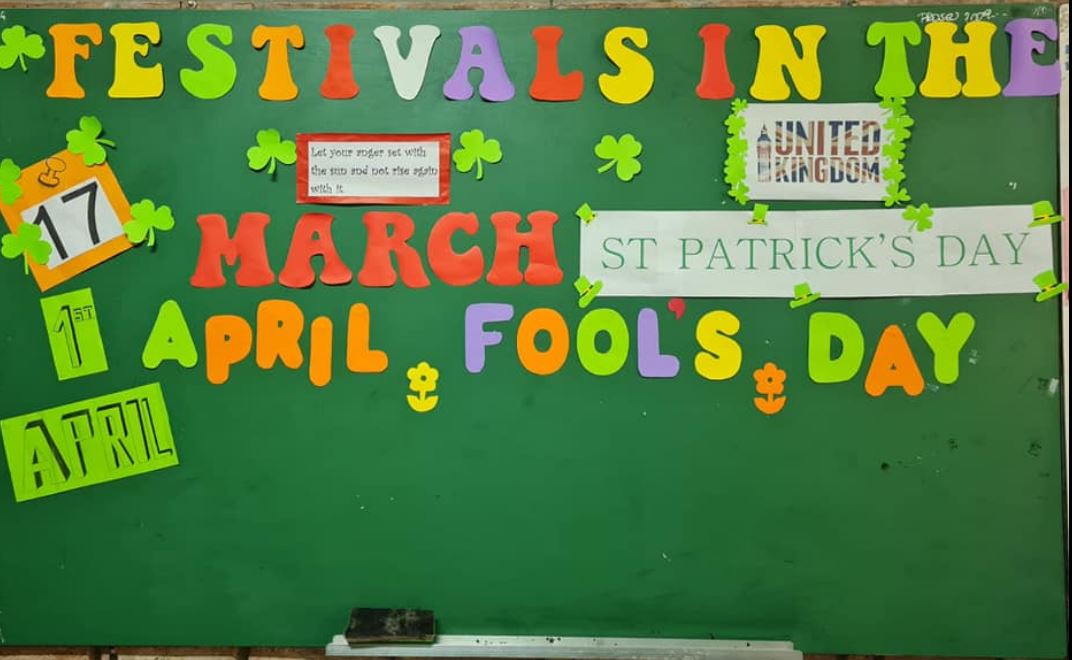 FESTIVALS IN THE
UNITED
KINGDOM
Let your anger set with
the sun and not rise again
with it
17
MARCH
ST PATRICK'S DAY
1ST
APRIL FOOL'S DAY
APRIL